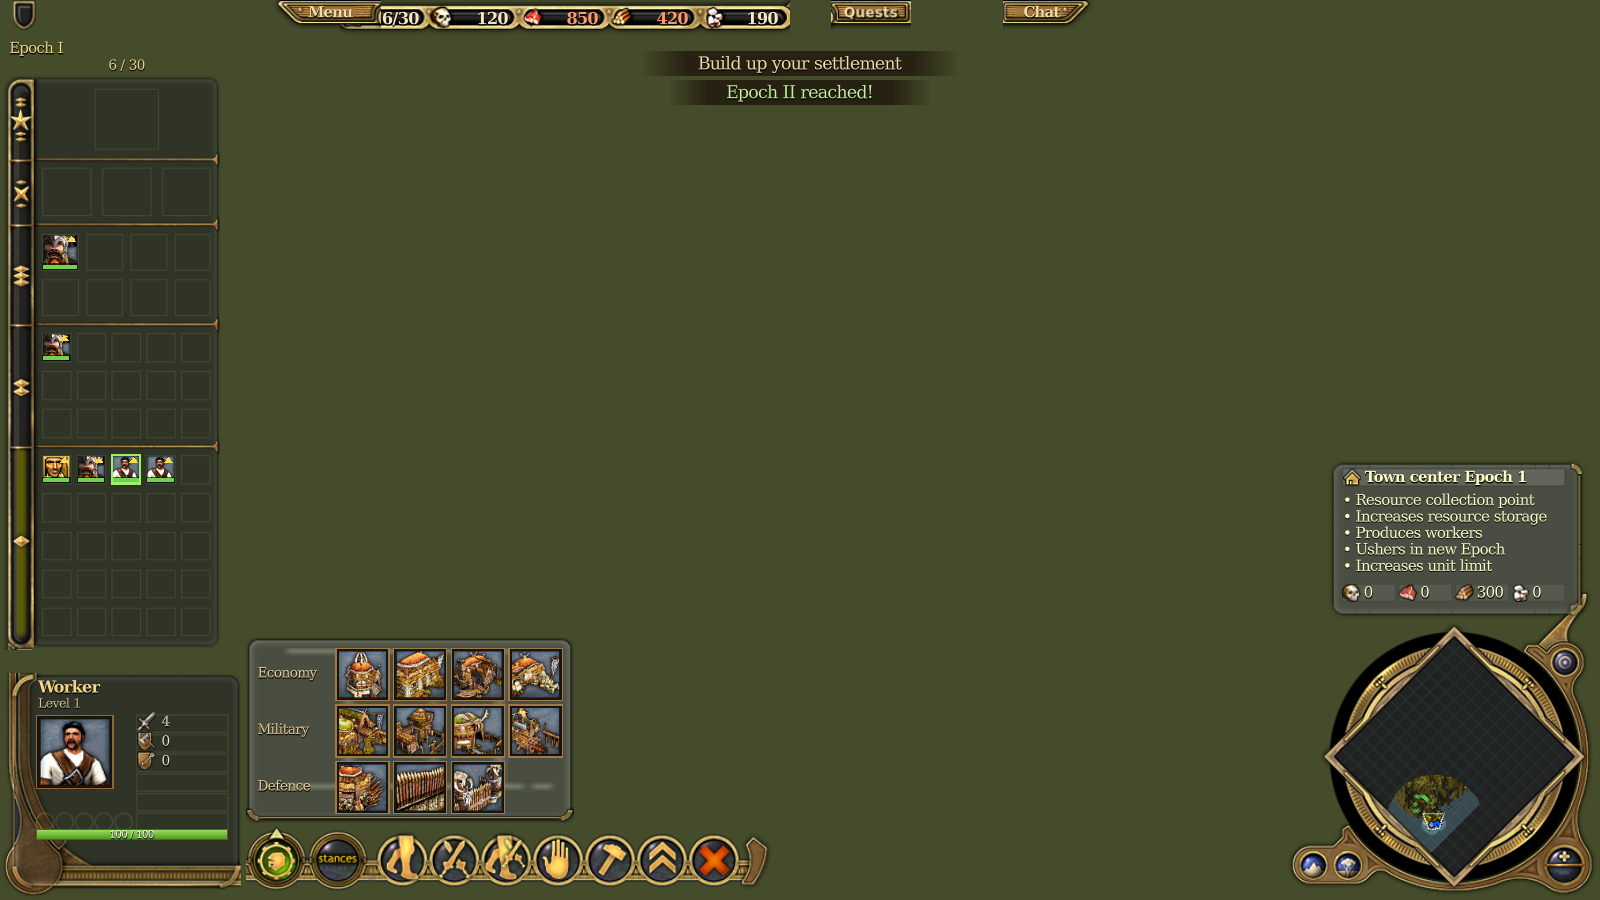 Menu
6/30
120
850
420
190
Quests
Chat
Epoch I
6 / 30
Build up your settlement
Epoch II reached!
Town center Epoch 1
• Resource collection point
• Increases resource storage
• Produces workers
• Ushers in new Epoch
• Increases unit limit
0
0
300
0
Worker
Level 1
4
0
0
100 / 100
Economy
Military
Defence
stances